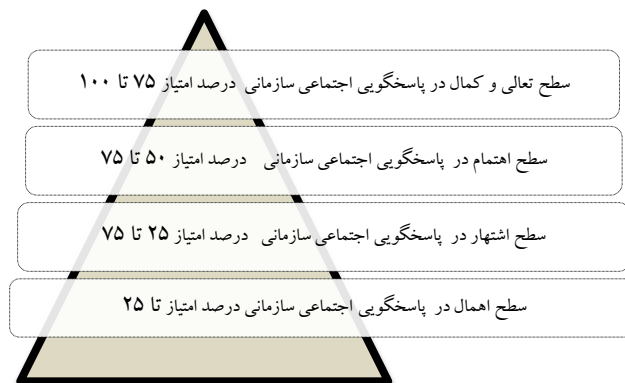 سطح تعالی و کمال در پاسخگویی اجتماعی سازمانی درصد امتیاز ۷۵ تا ۱۰۰
سطح اهتمام در پاسخگویی اجتماعی سازمانی درصد امتیاز ۵۰ تا ۷۵
سطح اشتهار در پاسخگویی اجتماعی سازمانی درصد امتیاز ۲۵ تا ۷۵
سطح اهمال در پاسخگویی اجتماعی سازمانی درصد امتیاز تا ۲۵